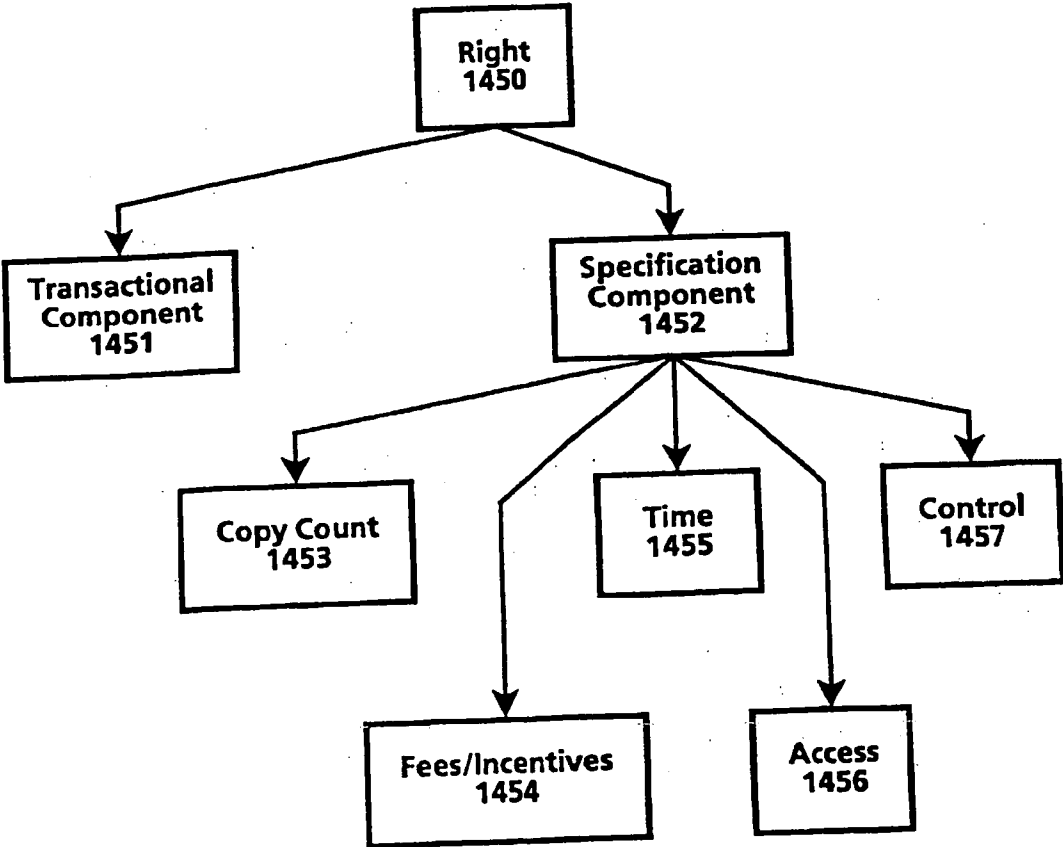 Right
1450
Transactional
Component
1451
Specification
Component
1452
Copy Count
1453
Time
1455
Control
1457
Fees/Incentives
1454
Access
1456